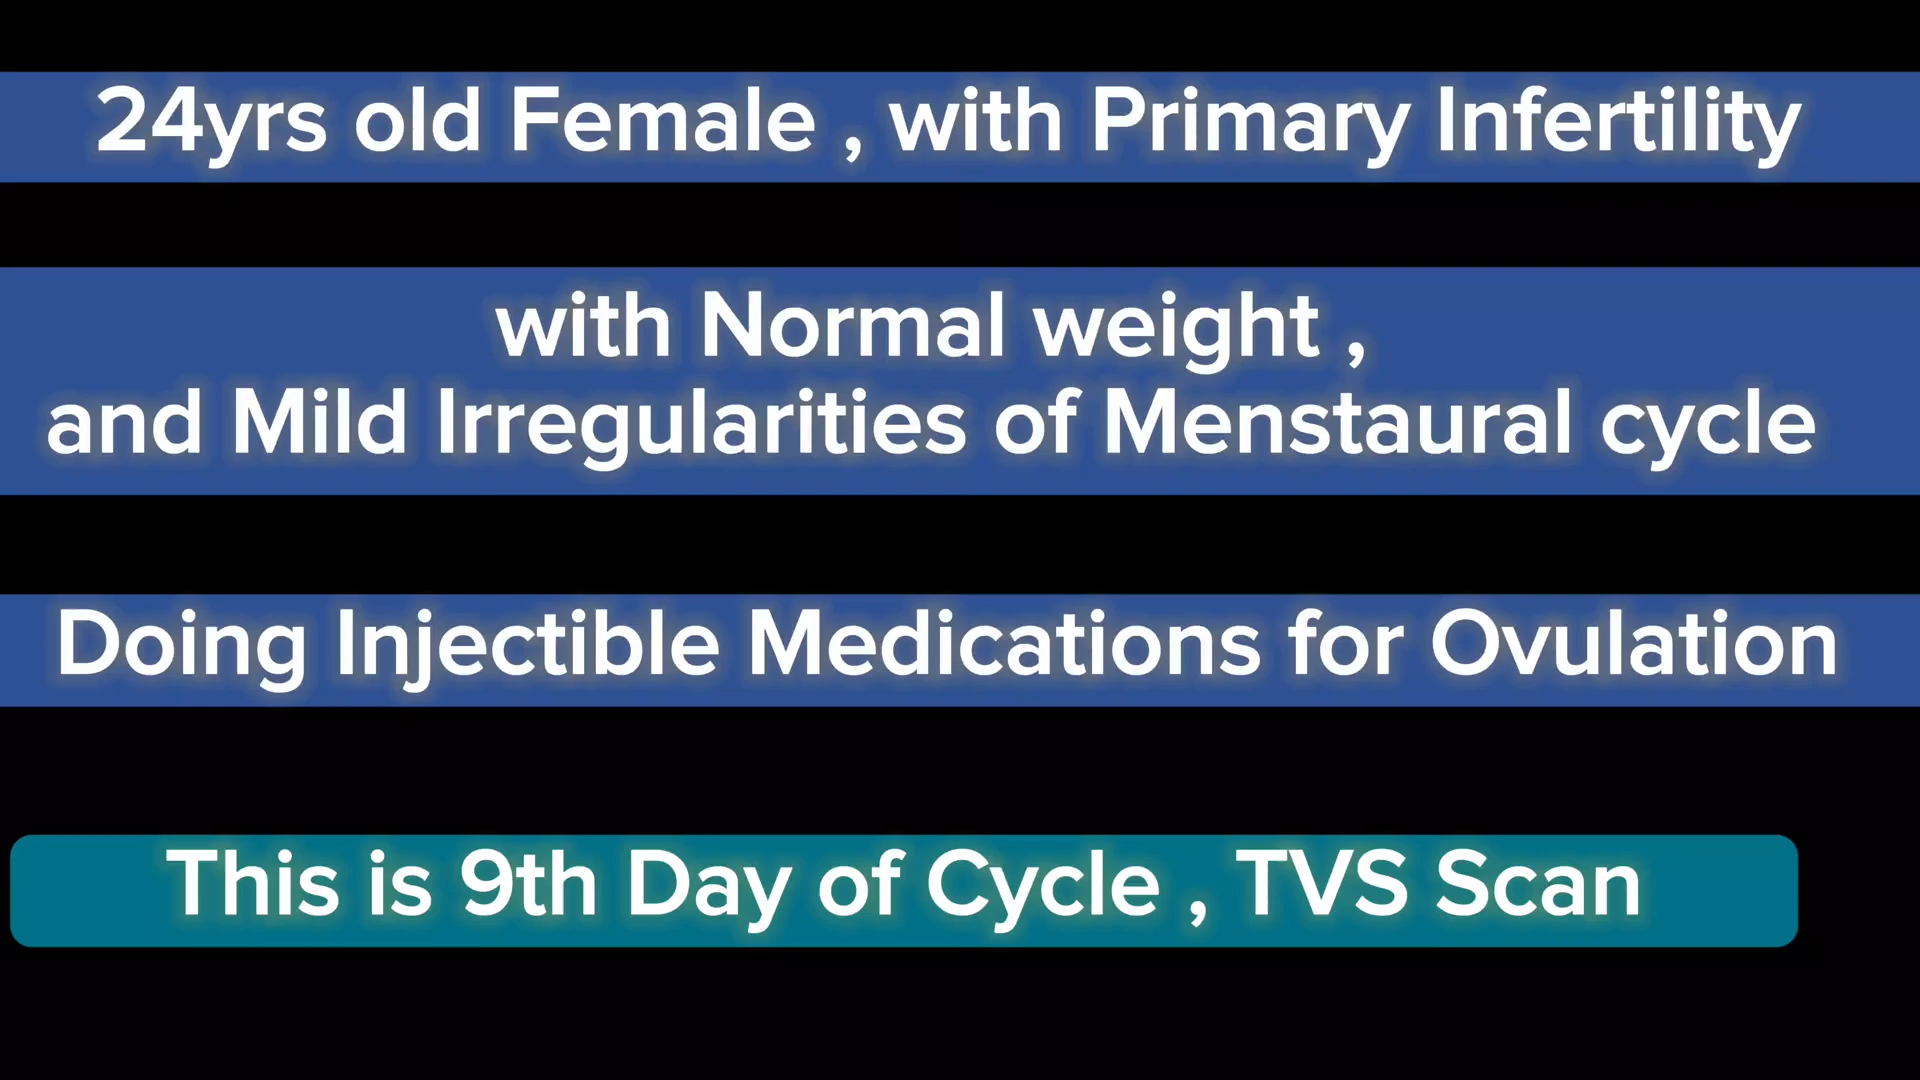 24yrs old Female , with Primary Infertility
with Normal weight ,
and Mild Irregularities of Menstaural cycle
Doing Injectible Medications for Ovulation
This is 9th Day of Cycle , TVS Scan